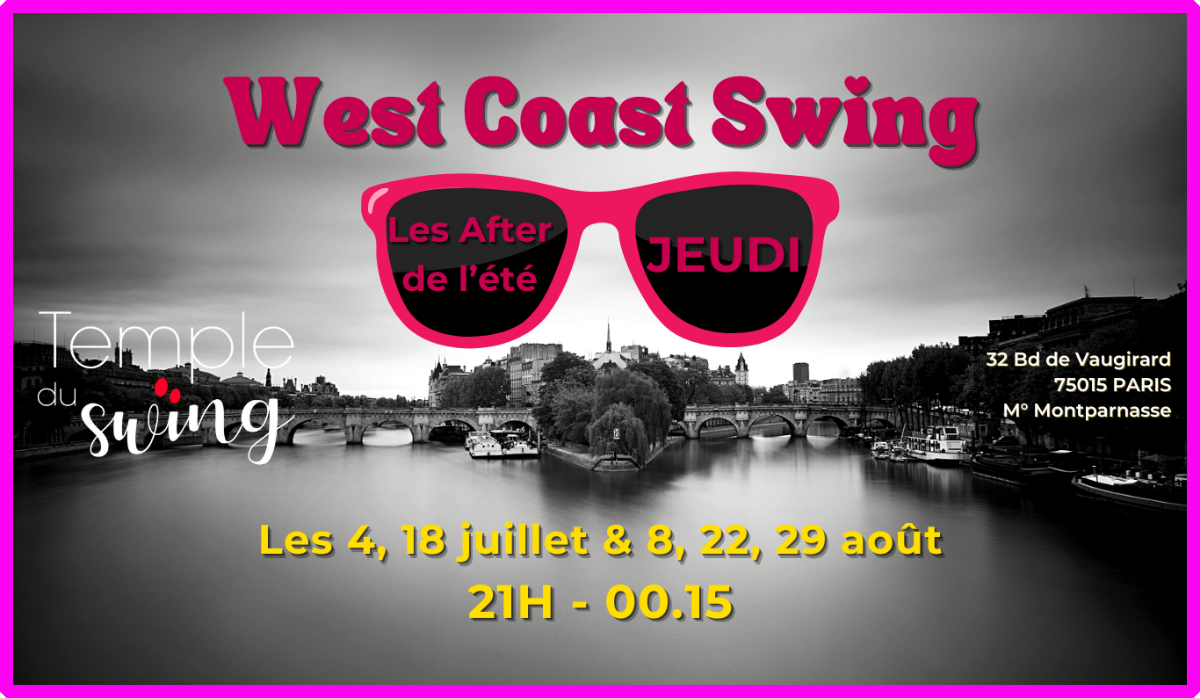 West Coast Swing
Les After
de l'été
JEUDI
Temple
du swing
32 Bd de Vaugirard
75015 PARIS
M° Montparnasse
Les 4, 18 juillet & 8, 22, 29 août
21H - 00.15